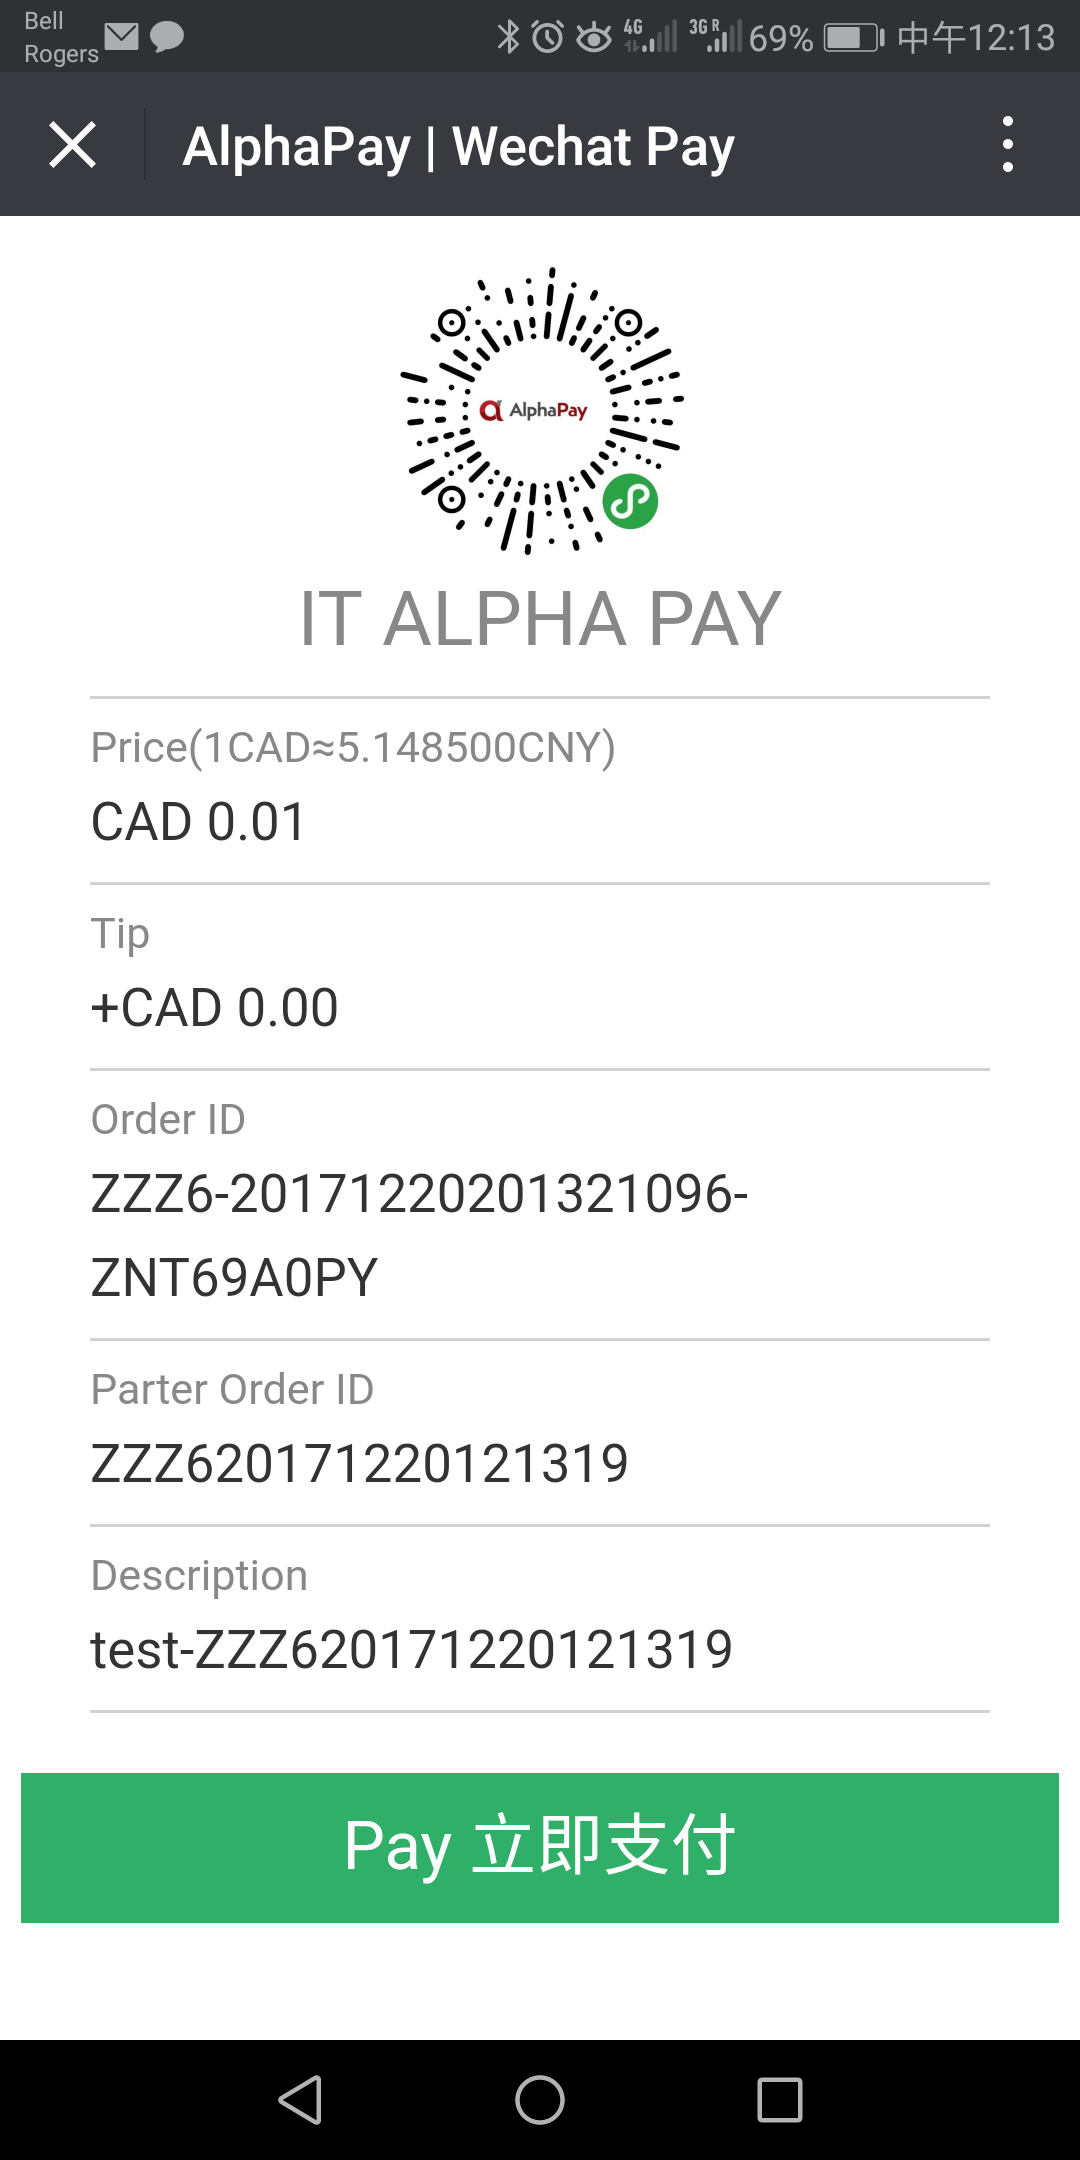 Bell
Rogers
4G 3G R 69% 中午12:13
AlphaPay | Wechat Pay
AlphaPay
IT ALPHA PAY
Price(1CAD≈5.148500CNY)
CAD 0.01
Tip
+CAD 0.00
Order ID
ZZZ6-20171220201321096-
ZNT69A0PY
Parter Order ID
ZZZ620171220121319
Description
test-ZZZ620171220121319
Pay 立即支付